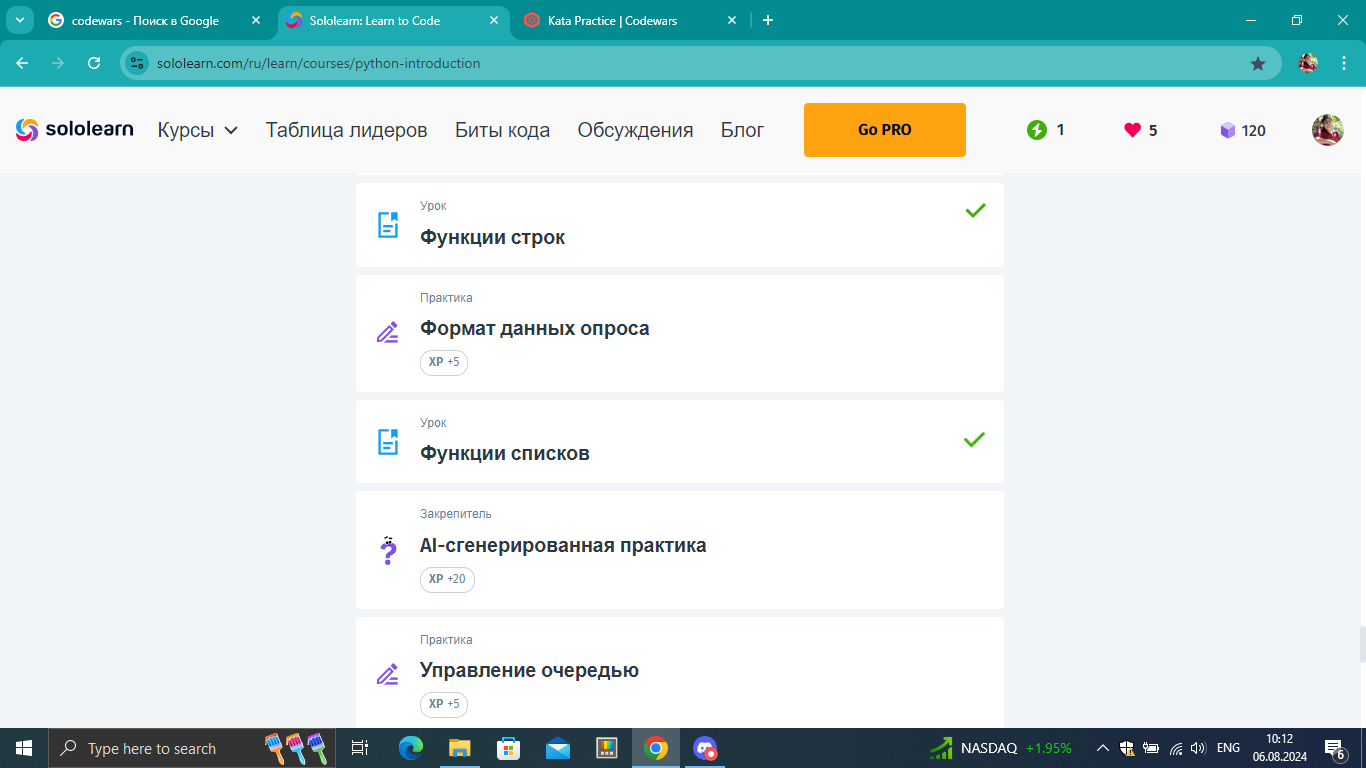 codewars - Поиск в Google
Sololearn: Learn to Code
Kata Practice | Codewars
sololearn.com/ru/learn/courses/python-introduction
sololearn
Курсы
Таблица лидеров
Биты кода
Обсуждения
Блог
Go PRO
1
5
120
Урок
Функции строк
Практика
Формат данных опроса
XP +5
Урок
Функции списков
Закрепитель
AI-сгенерированная практика
XP +20
Практика
Управление очередью
XP +5
Type here to search
NASDAQ +1.95%
ENG
10:12
06.08.2024
6